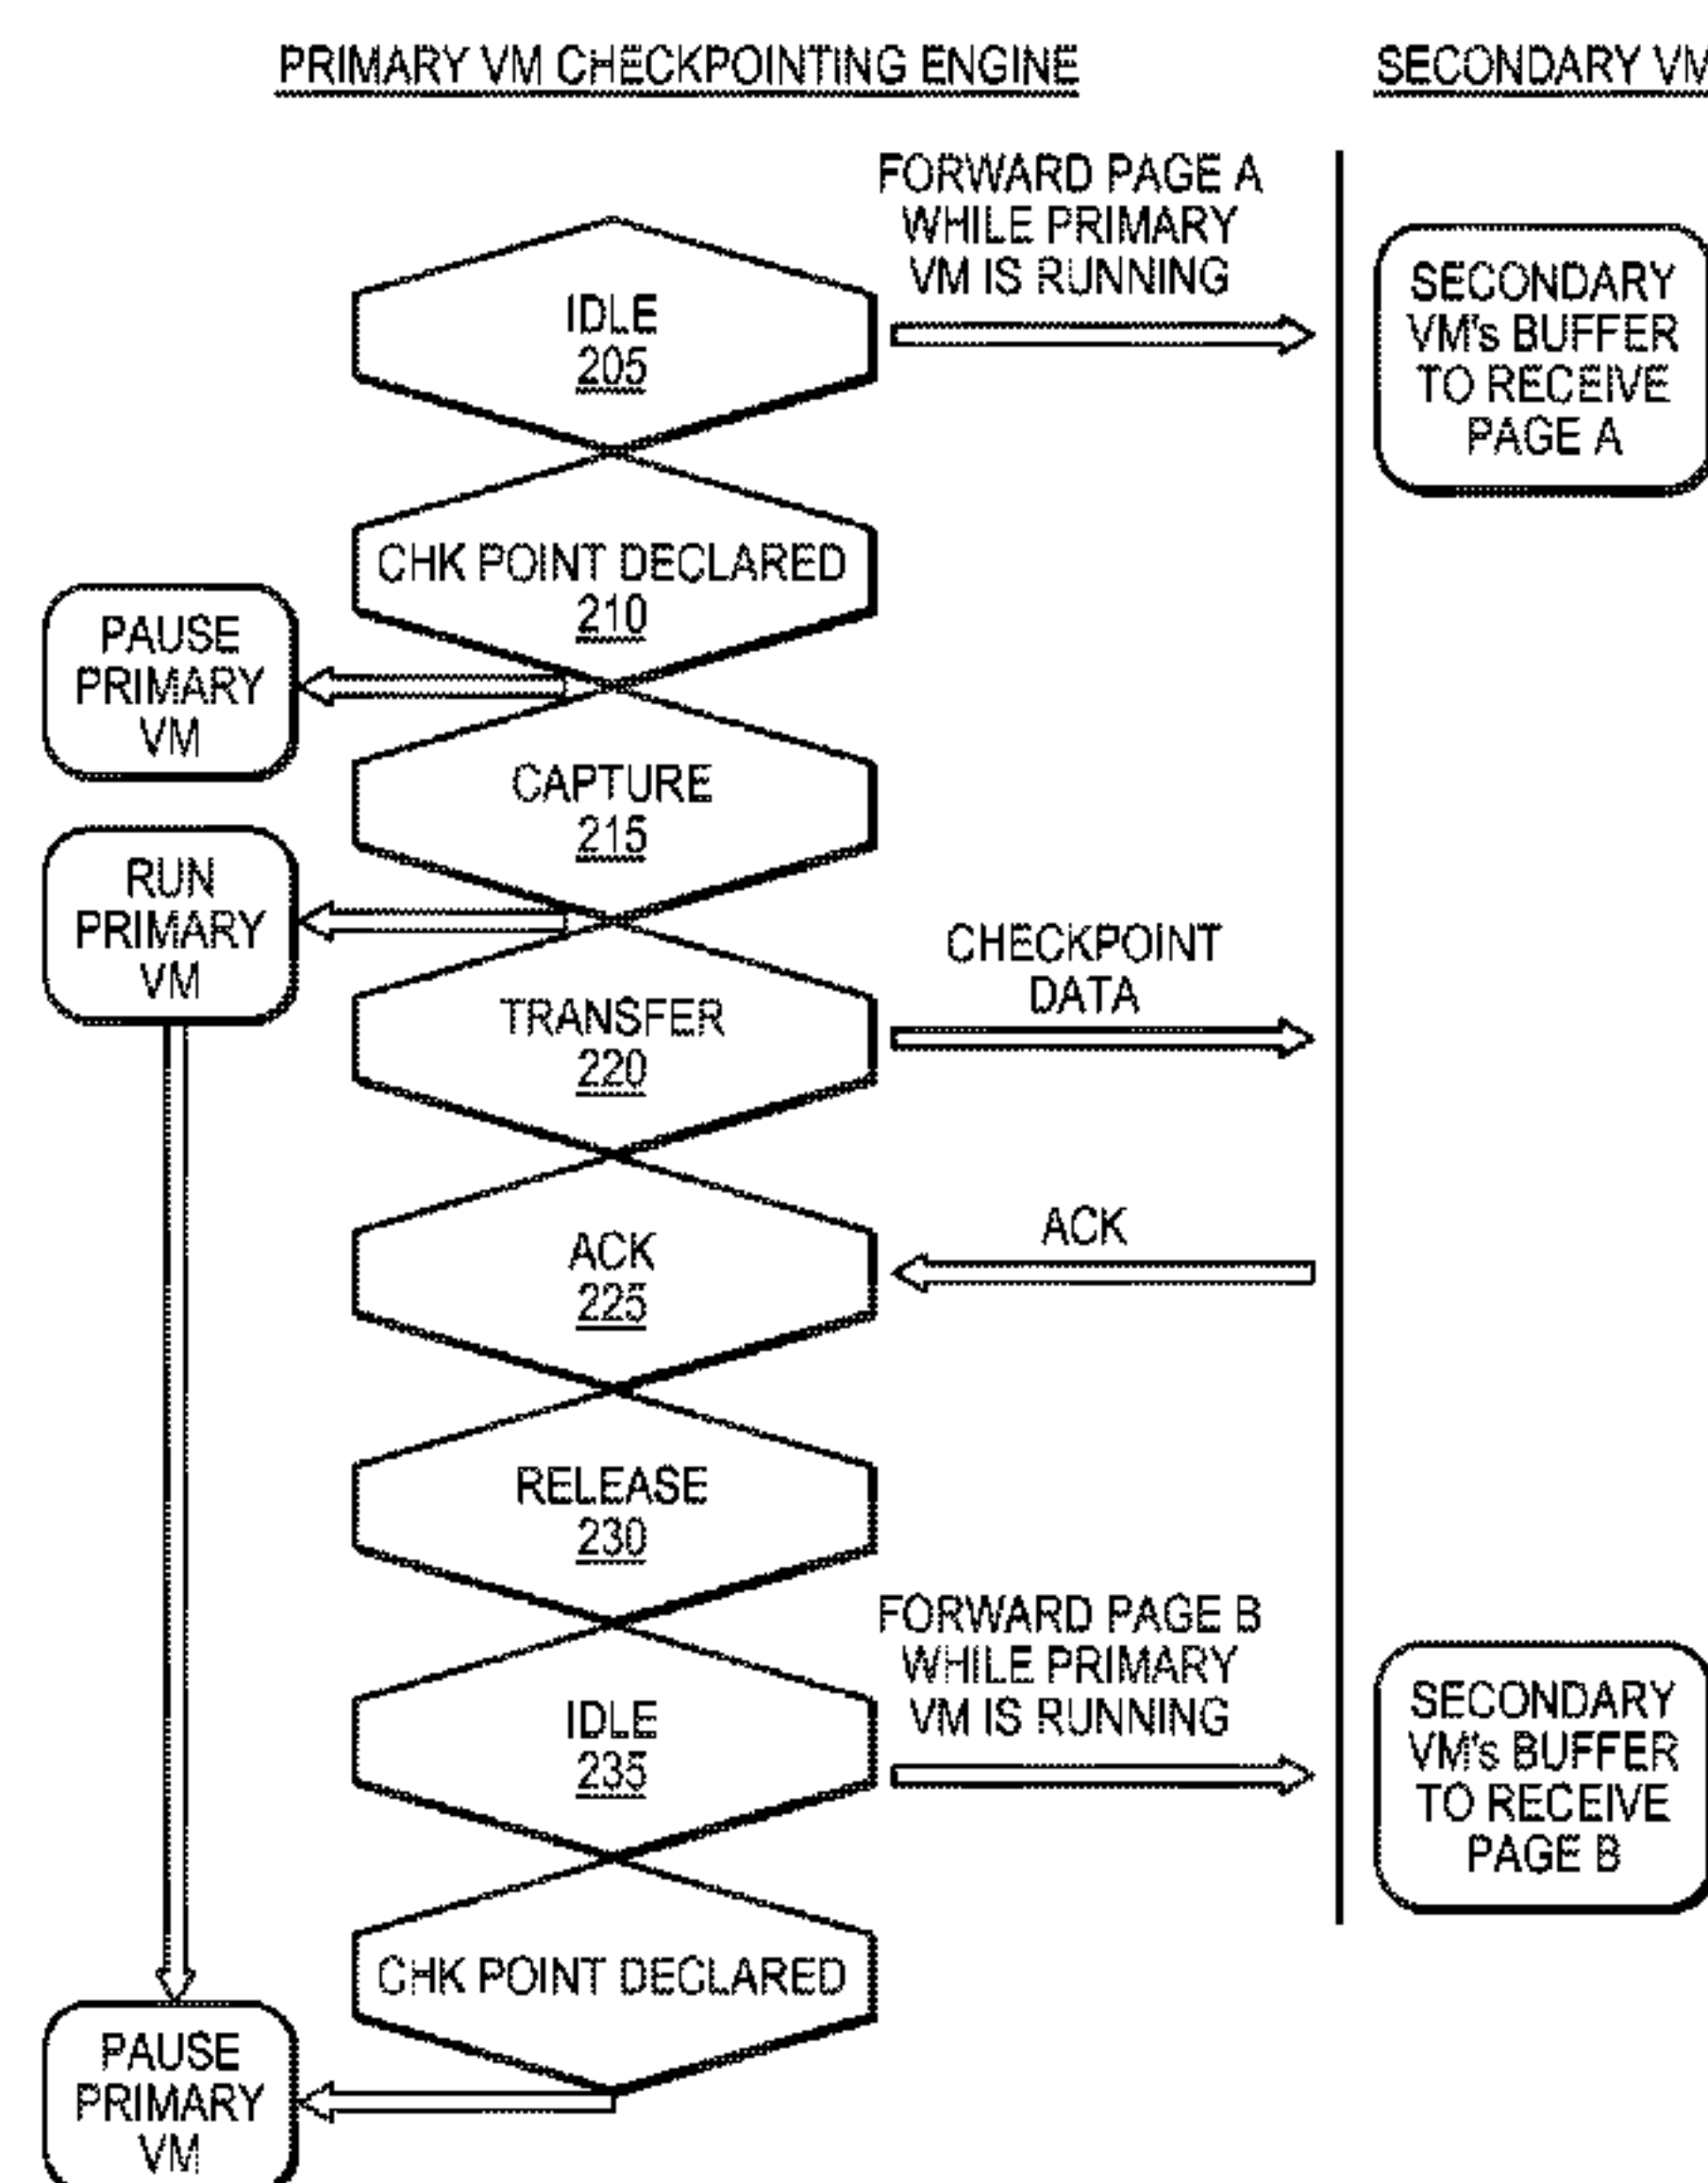 PRIMARY VM CHECKPOINTING ENGINE
SECONDARY VM
FORWARD PAGE A
WHILE PRIMARY
VM IS RUNNING
IDLE
205
SECONDARY
VM's BUFFER
TO RECEIVE
PAGE A
CHK POINT DECLARED
210
PAUSE
PRIMARY
VM
CAPTURE
215
RUN
PRIMARY
VM
CHECKPOINT
DATA
TRANSFER
220
ACK
ACK
225
RELEASE
230
FORWARD PAGE B
WHILE PRIMARY
VM IS RUNNING
IDLE
235
SECONDARY
VM's BUFFER
TO RECEIVE
PAGE B
CHK POINT DECLARED
PAUSE
PRIMARY
VM